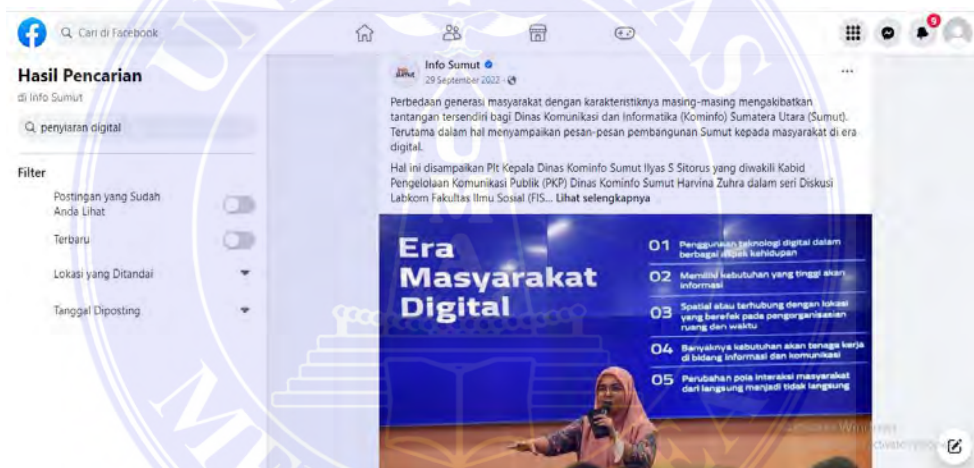 Cari di Facebook
9
Hasil Pencarian
di Info Sumut
penyiaran digital
Filter
Postingan yang Sudah
Anda Lihat
Terbaru
Lokasi yang Ditandai
Tanggal Diposting
Info Sumut
29 September 2022
Perbedaan generasi masyarakat dengan karakteristiknya masing-masing mengakibatkan
tantangan tersendiri bagi Dinas Komunikasi dan Informatika (Kominfo) Sumatera Utara (Sumut).
Terutama dalam hal menyampaikan pesan-pesan pembangunan Sumut kepada masyarakat di era
digital.
Hal ini disampaikan Plt Kepala Dinas Kominfo Sumut Ilyas S Sitorus yang diwakili Kabid
Pengelolaan Komunikasi Publik (PKP) Dinas Kominfo Sumut Harvina Zuhra dalam seri Diskusi
Labkom Fakultas Ilmu Sosial (FIS... Lihat selengkapnya
Era
Masyarakat
Digital
01 Penggunaan teknologi digital dalam
berbagai aspek kehidupan
02 Memiliki kebutuhan yang tinggi akan
informasi
03 Spatial atau terhubung dengan lokasi
yang berefek pada pengorganisasian
ruang dan waktu
04 Banyaknya kebutuhan akan tenaga kerja
di bidang informasi dan komunikasi
05 Perubahan pola interaksi masyarakat
dari langsung menjadi tidak langsung